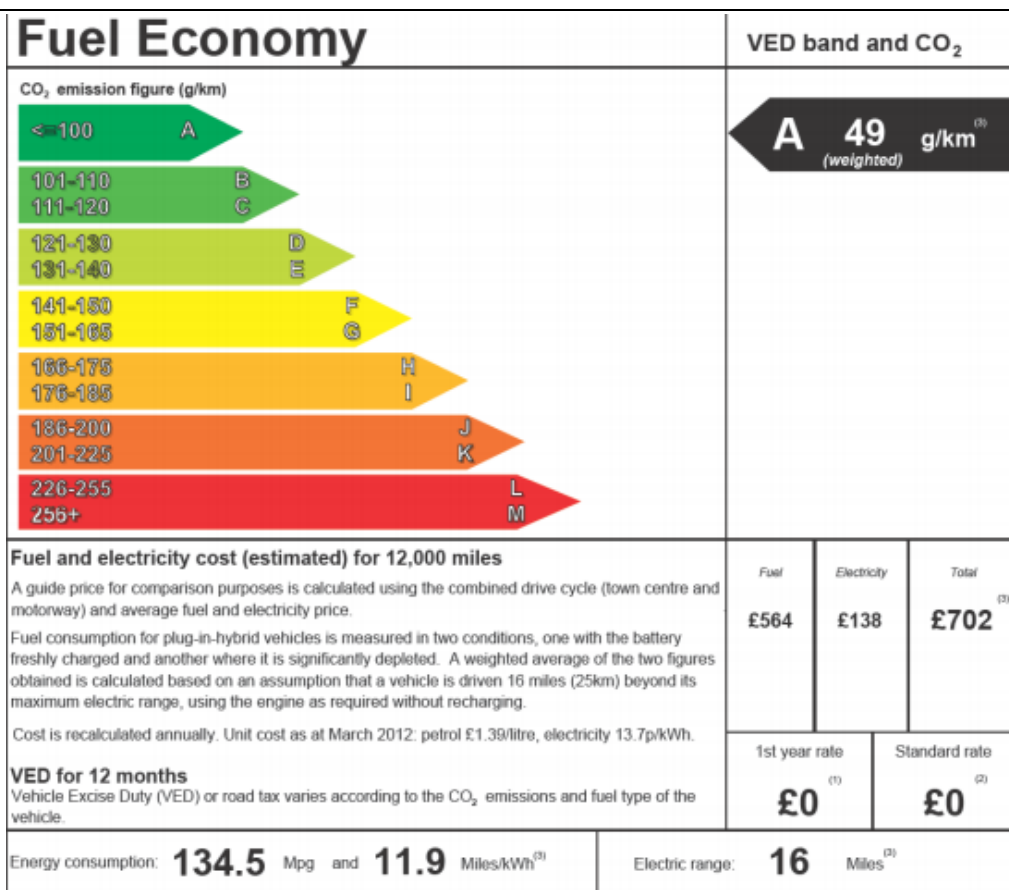 Fuel Economy
VED band and CO₂
CO₂ emission figure (g/km)
<=100 A
A 49 g/km(3)
(weighted)
101-110 B
111-120 C
121-130 D
131-140 E
141-150 F
151-165 G
166-175 H
176-185 I
186-200 J
201-225 K
226-255 L
256+ M
Fuel and electricity cost (estimated) for 12,000 miles
A guide price for comparison purposes is calculated using the combined drive cycle (town centre and
motorway) and average fuel and electricity price.
Fuel consumption for plug-in-hybrid vehicles is measured in two conditions, one with the battery
freshly charged and another where it is significantly depleted. A weighted average of the two figures
obtained is calculated based on an assumption that a vehicle is driven 16 miles (25km) beyond its
maximum electric range, using the engine as required without recharging.
Cost is recalculated annually. Unit cost as at March 2012: petrol £1.39/litre, electricity 13.7p/kWh.
Fuel Electricity Total
£564 £138 £702 (3)
VED for 12 months
Vehicle Excise Duty (VED) or road tax varies according to the CO₂ emissions and fuel type of the
vehicle.
1st year rate Standard rate
£0 (1) £0 (2)
Energy consumption: 134.5 Mpg and 11.9 Miles/kWh(3)
Electric range: 16 Miles(3)